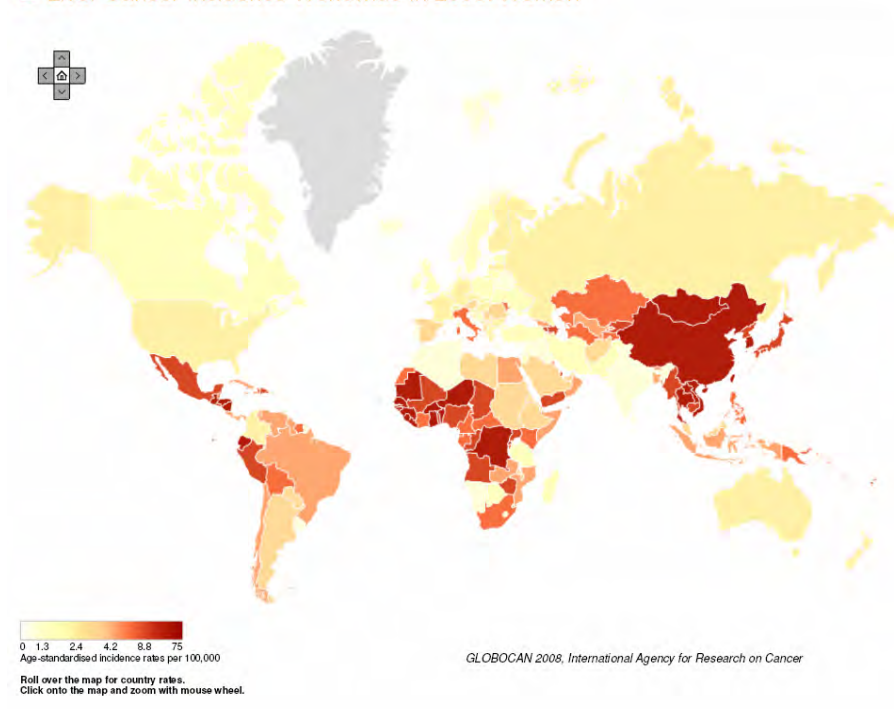 0 1.3 2.4 4.2 8.8 75
Age-standardised incidence rates per 100,000
GLOBOCAN 2008, International Agency for Research on Cancer
Roll over the map for country rates.
Click onto the map and zoom with mouse wheel.